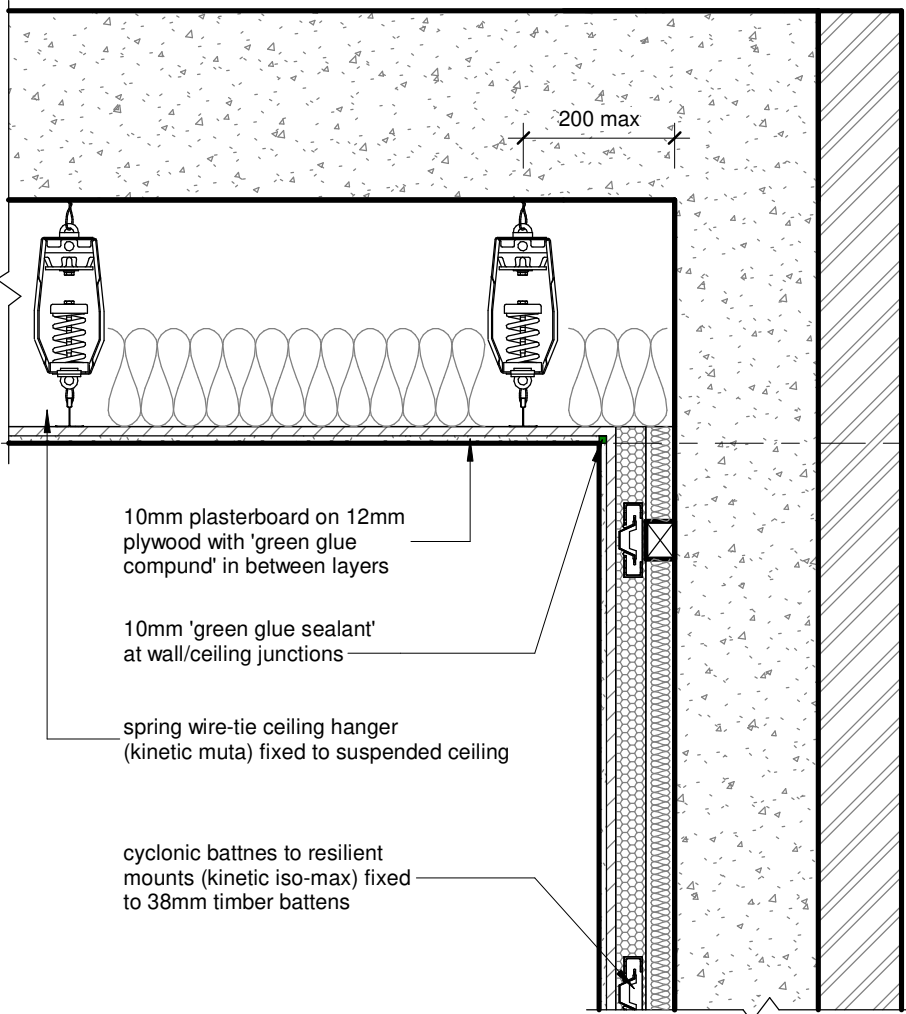 200 max
10mm plasterboard on 12mm
plywood with 'green glue
compund' in between layers
10mm 'green glue sealant'
at wall/ceiling junctions
spring wire-tie ceiling hanger
(kinetic muta) fixed to suspended ceiling
cyclonic battnes to resilient
mounts (kinetic iso-max) fixed
to 38mm timber battens